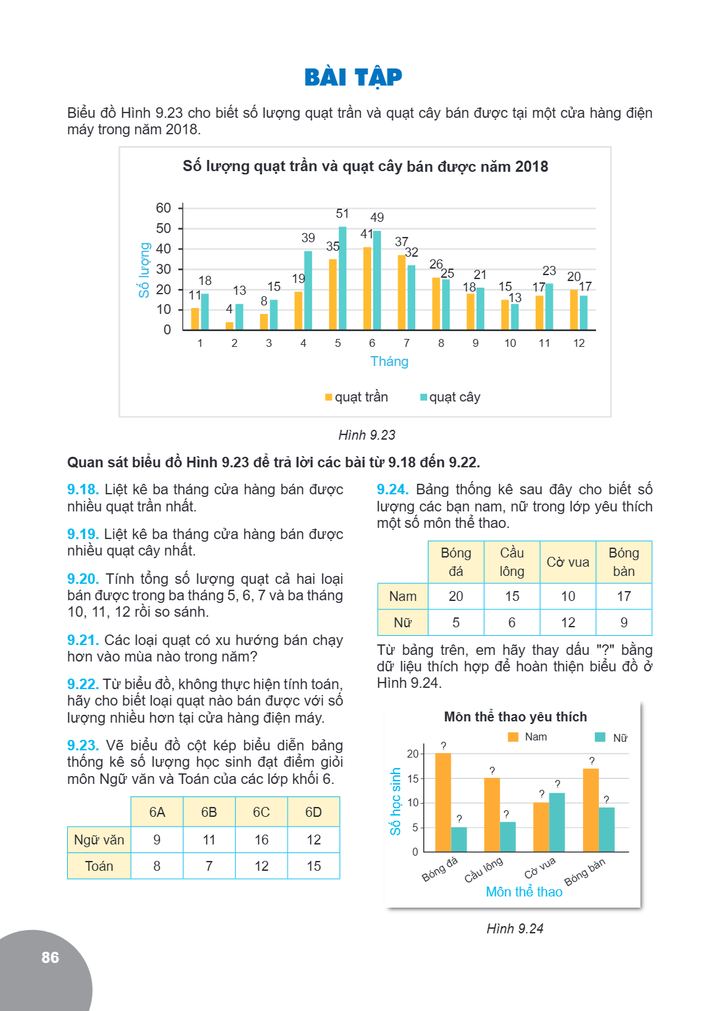 BÀI TẬP
Biểu đồ Hình 9.23 cho biết số lượng quạt trần và quạt cây bán được tại một cửa hàng điện
máy trong năm 2018.
Số lượng quạt trần và quạt cây bán được năm 2018
Số lượng
60
50
40
30
20
10
0
11 18
4 13
8 15
19 39
35 51
41 49
37 32
26 25
18 21
15 13
17 23
20 17
1 2 3 4 5 6 7 8 9 10 11 12
Tháng
quạt trần quạt cây
Hình 9.23
Quan sát biểu đồ Hình 9.23 để trả lời các bài từ 9.18 đến 9.22.
9.18. Liệt kê ba tháng cửa hàng bán được
nhiều quạt trần nhất.
9.19. Liệt kê ba tháng cửa hàng bán được
nhiều quạt cây nhất.
9.20. Tính tổng số lượng quạt cả hai loại
bán được trong ba tháng 5, 6, 7 và ba tháng
10, 11, 12 rồi so sánh.
9.21. Các loại quạt có xu hướng bán chạy
hơn vào mùa nào trong năm?
9.22. Từ biểu đồ, không thực hiện tính toán,
hãy cho biết loại quạt nào bán được với số
lượng nhiều hơn tại cửa hàng điện máy.
9.23. Vẽ biểu đồ cột kép biểu diễn bảng
thống kê số lượng học sinh đạt điểm giỏi
môn Ngữ văn và Toán của các lớp khối 6.
6A 6B 6C 6D
Ngữ văn 9 11 16 12
Toán 8 7 12 15
9.24. Bảng thống kê sau đây cho biết số
lượng các bạn nam, nữ trong lớp yêu thích
một số môn thể thao.
Bóng đá Cầu lông Cờ vua Bóng bàn
Nam 20 15 10 17
Nữ 5 6 12 9
Từ bảng trên, em hãy thay dấu "?" bằng
dữ liệu thích hợp để hoàn thiện biểu đồ ở
Hình 9.24.
Môn thể thao yêu thích
Nam Nữ
Số học sinh
20
15
10
5
0
? ? ? ? ? ? ? ?
Bóng đá Cầu lông Cờ vua Bóng bàn
Môn thể thao
Hình 9.24
86